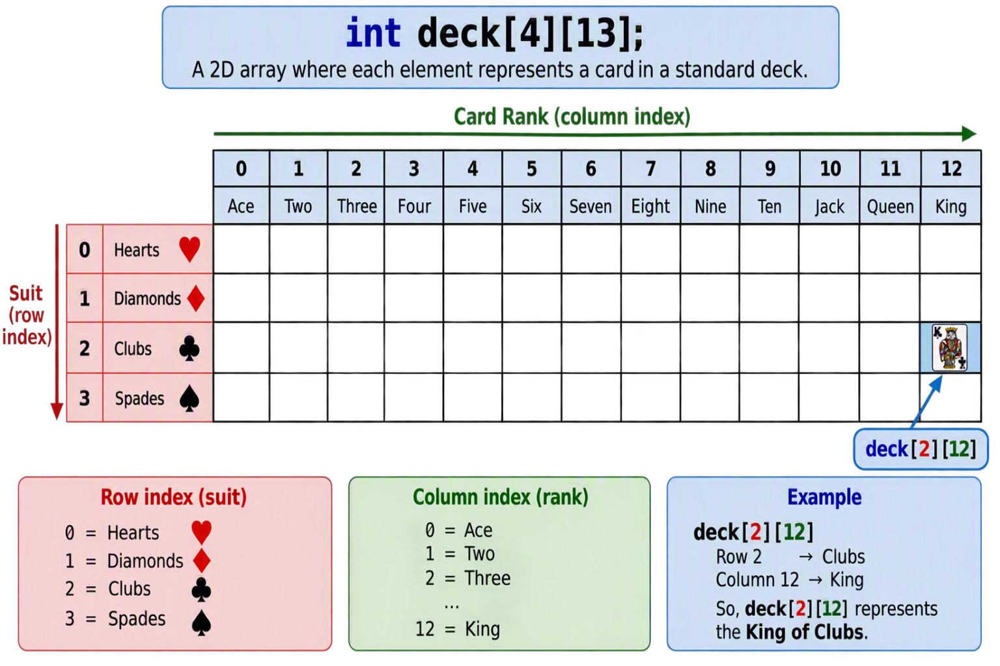 int deck[4][13];
A 2D array where each element represents a card in a standard deck.
Card Rank (column index)
0 1 2 3 4 5 6 7 8 9 10 11 12
Ace Two Three Four Five Six Seven Eight Nine Ten Jack Queen King
Suit
(row
index)
0 Hearts ♥
1 Diamonds ♦
2 Clubs ♣
K
3 Spades ♠
deck[2][12]
Row index (suit)
0 = Hearts ♥
1 = Diamonds ♦
2 = Clubs ♣
3 = Spades ♠
Column index (rank)
0 = Ace
1 = Two
2 = Three
...
12 = King
Example
deck[2][12]
Row 2 → Clubs
Column 12 → King
So, deck[2][12] represents
the King of Clubs.